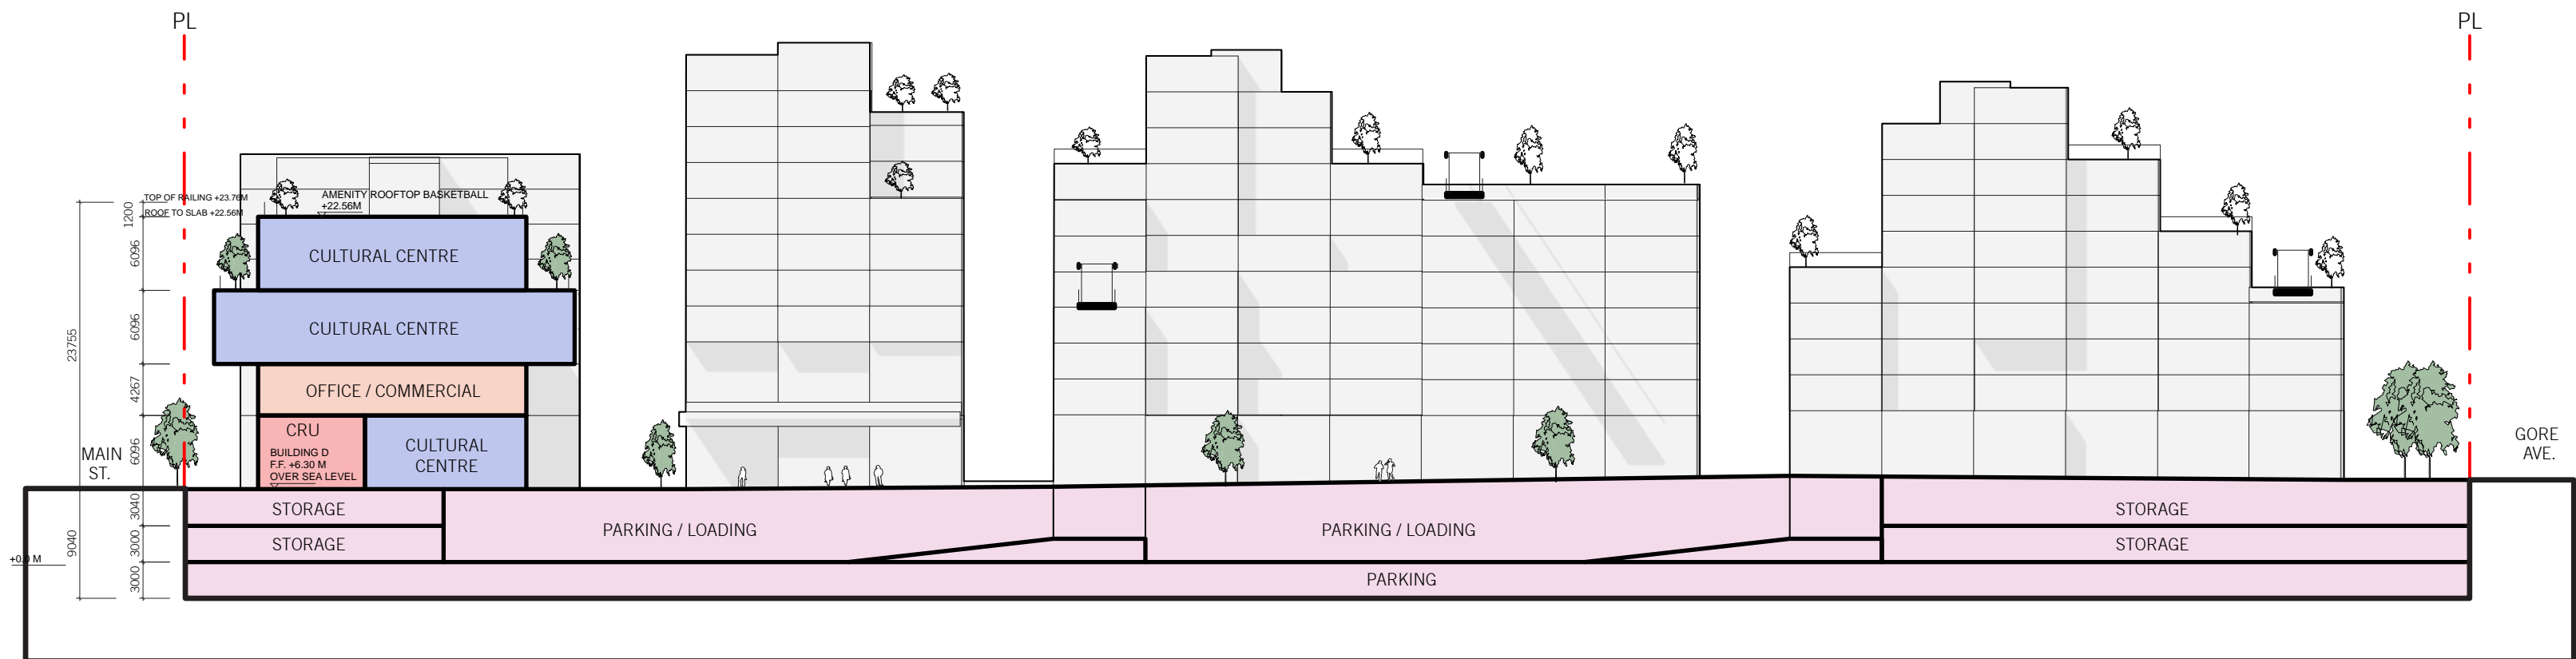 PL
PL
TOP OF RAILING +23.76M
AMENITY ROOFTOP BASKETBALL
+22.56M
ROOF TO SLAB +22.56M
1200
6096
6096
4267
6096
23755
CULTURAL CENTRE
CULTURAL CENTRE
OFFICE / COMMERCIAL
CRU
BUILDING D
F.F. +6.30 M
OVER SEA LEVEL
CULTURAL
CENTRE
MAIN
ST.
GORE
AVE.
3040
3000
3000
9040
+0.0 M
STORAGE
STORAGE
PARKING / LOADING
PARKING / LOADING
STORAGE
STORAGE
PARKING